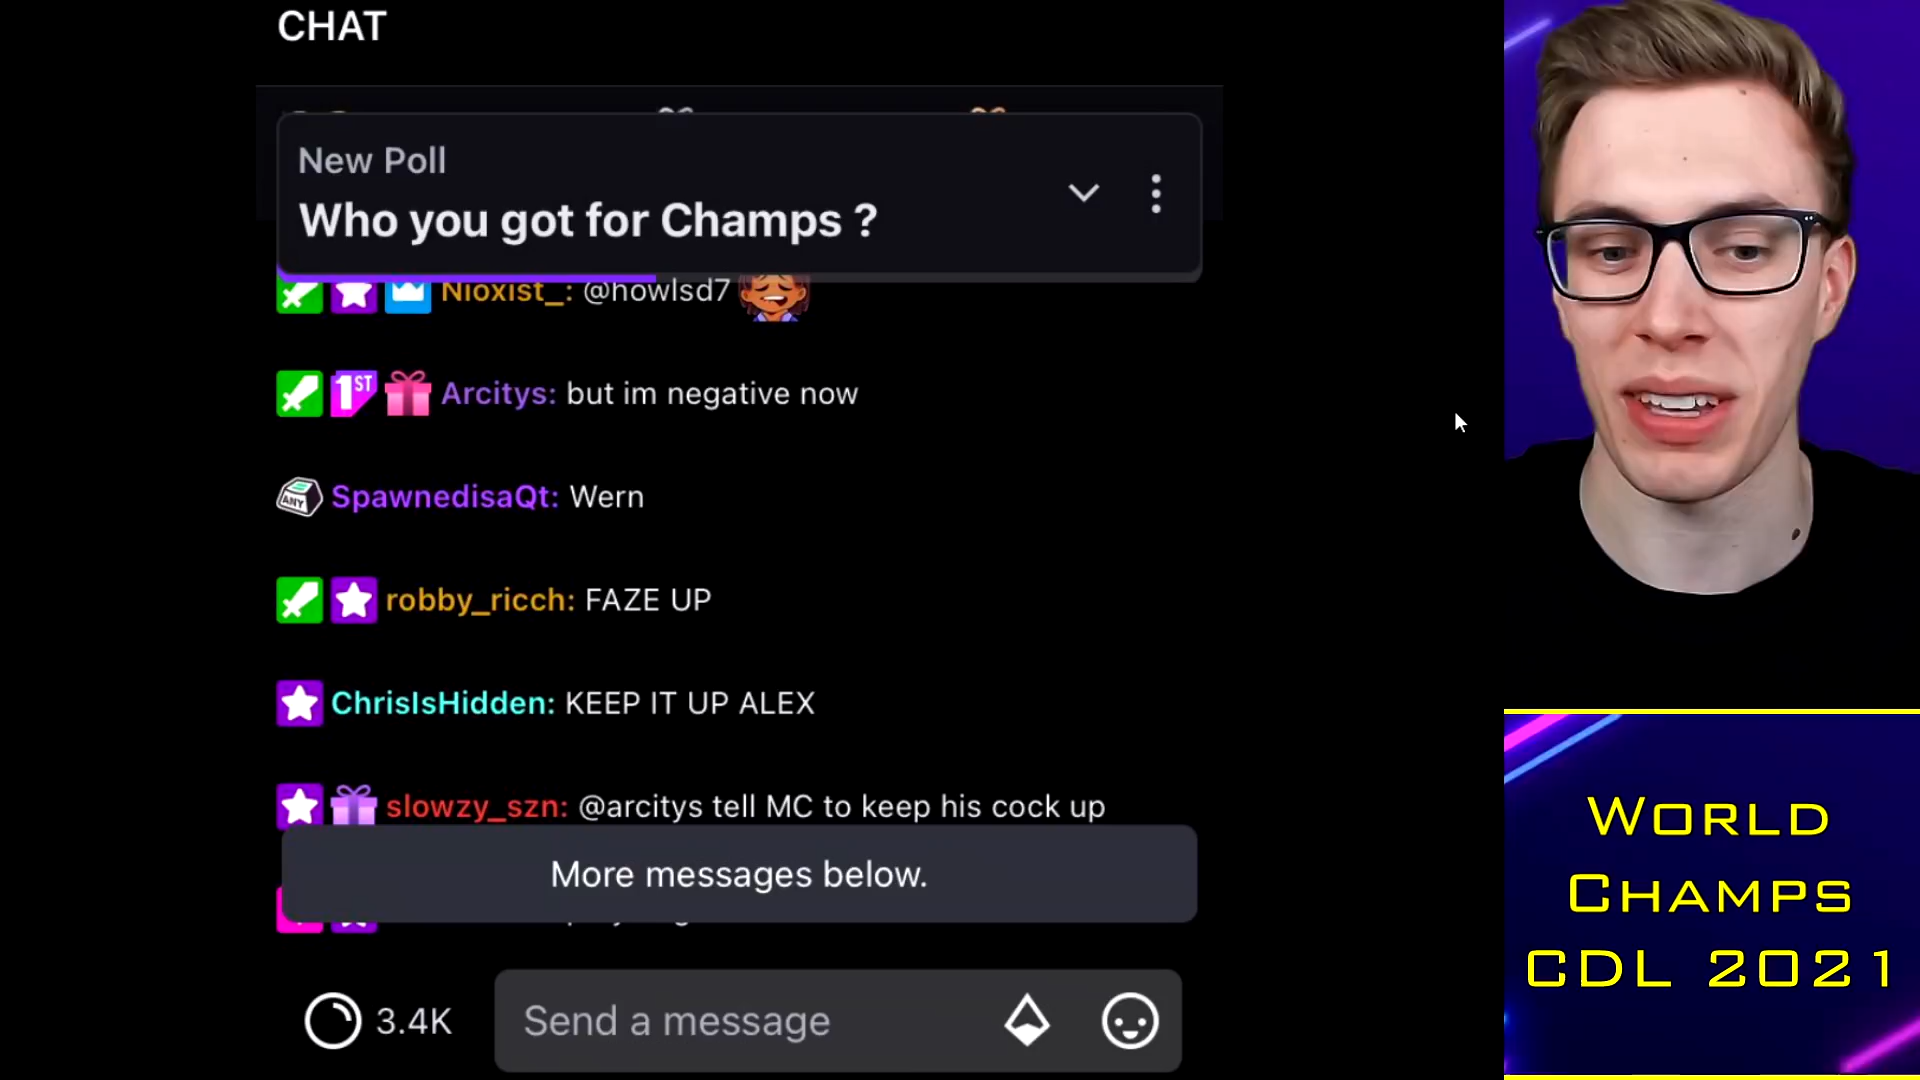 CHAT
New Poll
Who you got for Champs ?
Nioxist_: @howlsd7
1ST Arcitys: but im negative now
ANY SpawnedisaQt: Wern
robby_ricch: FAZE UP
ChrisIsHidden: KEEP IT UP ALEX
slowzy_szn: @arcitys tell MC to keep his cock up
More messages below.
3.4K
Send a message
WORLD
CHAMPS
CDL 2021